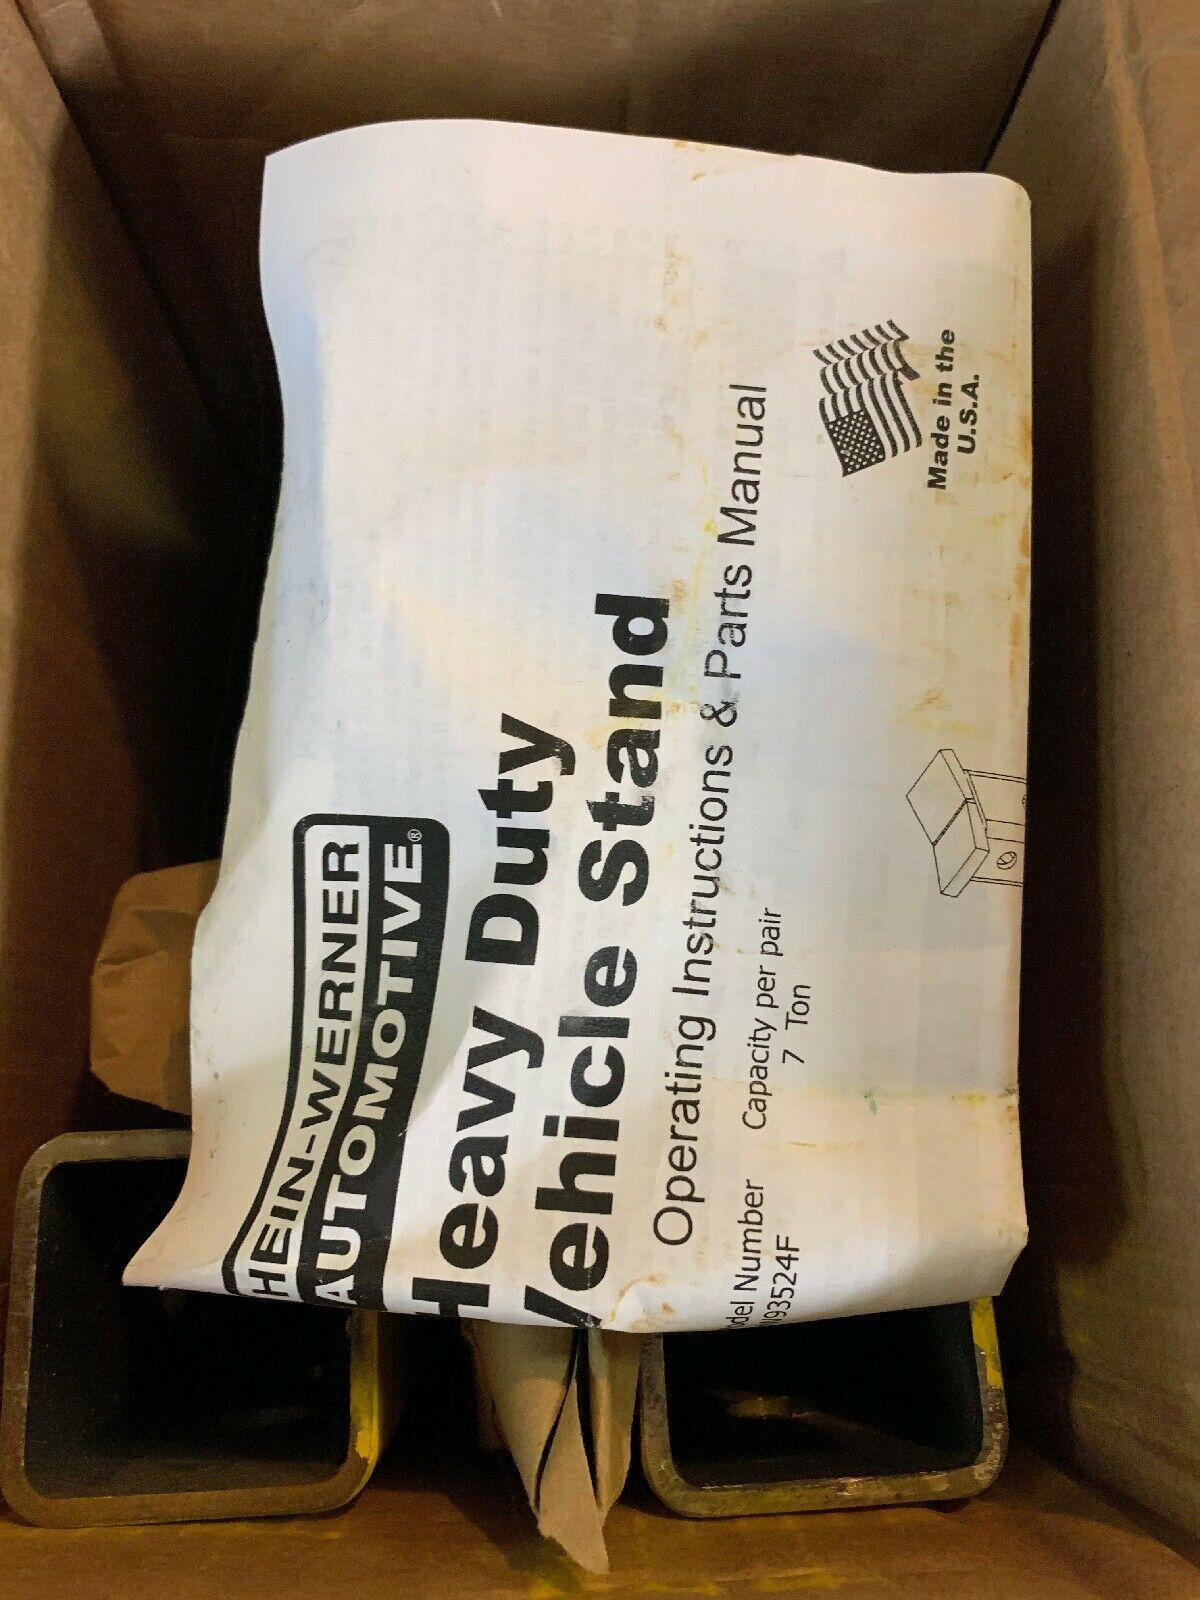 HEIN-WERNER
AUTOMOTIVE®
Heavy Duty
Vehicle Stand
Operating Instructions & Parts Manual
Number Capacity per pair
7 Ton
Made in the
U.S.A.